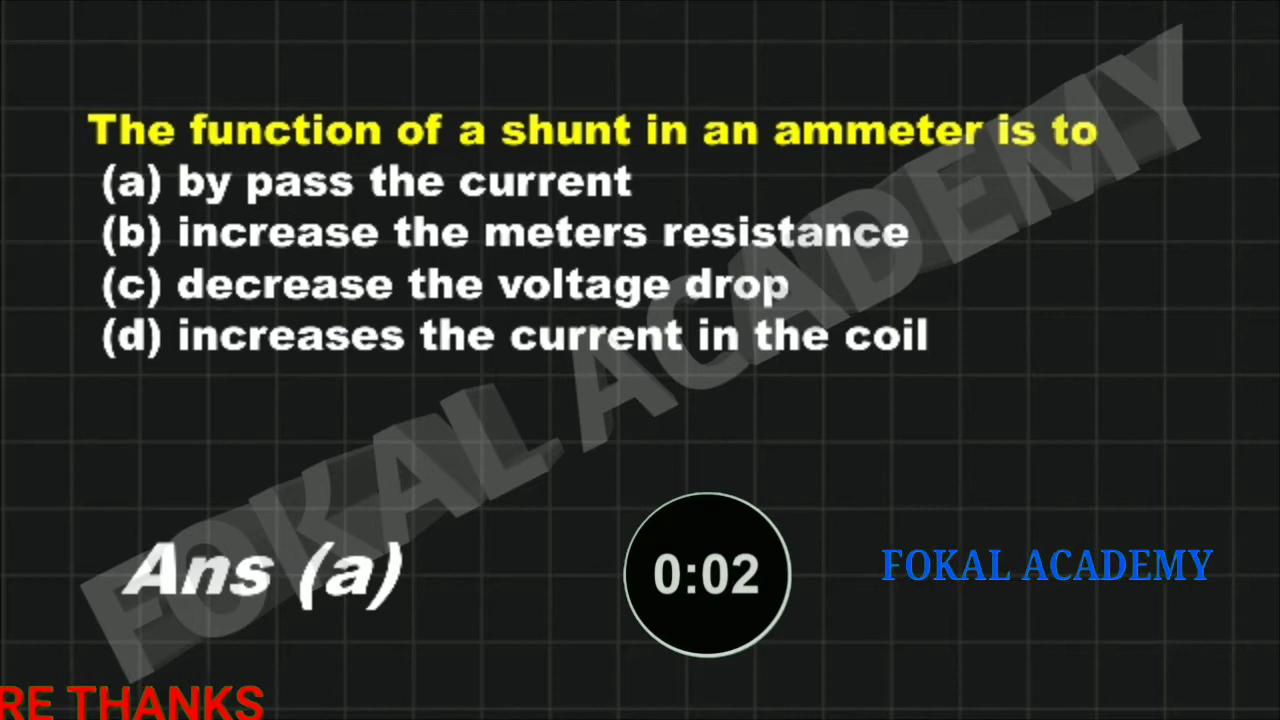 The function of a shunt in an ammeter is to
(a) by pass the current
(b) increase the meters resistance
(c) decrease the voltage drop
(d) increases the current in the coil
FOKAL ACADEMY
Ans (a)
0:02
FOKAL ACADEMY
RE THANKS